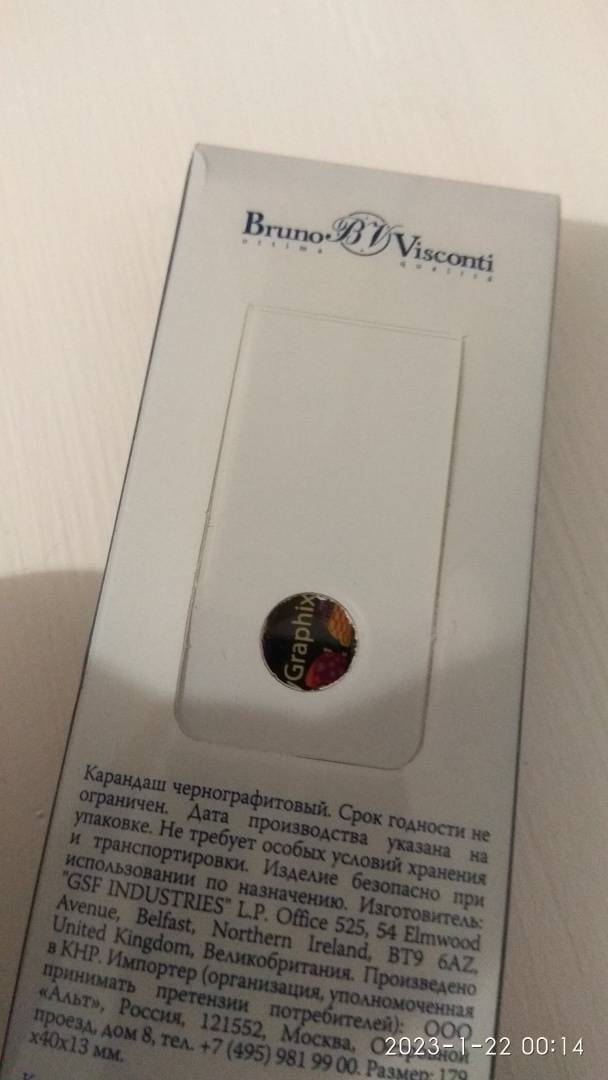 Bruno BV Visconti
ottima qualità
Graphix
Карандаш чернографитовый. Срок годности не
ограничен. Дата производства указана на
упаковке. Не требует особых условий хранения
и транспортировки. Изделие безопасно при
использовании по назначению. Изготовитель:
"GSF INDUSTRIES" L.P. Office 525, 54 Elmwood
Avenue, Belfast, Northern Ireland, BT9 6AZ,
United Kingdom, Великобритания. Произведено
в КНР. Импортер (организация, уполномоченная
принимать претензии потребителей): ООО
«Альт», Россия, 121552, Москва,
проезд, дом 8, тел. +7 (495) 981 99 00. Размер: 179
х40х13 мм.
2023-1-22 00:14